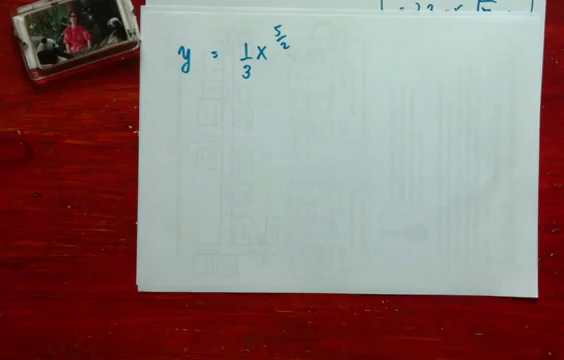 y = 1/3 x^5/2